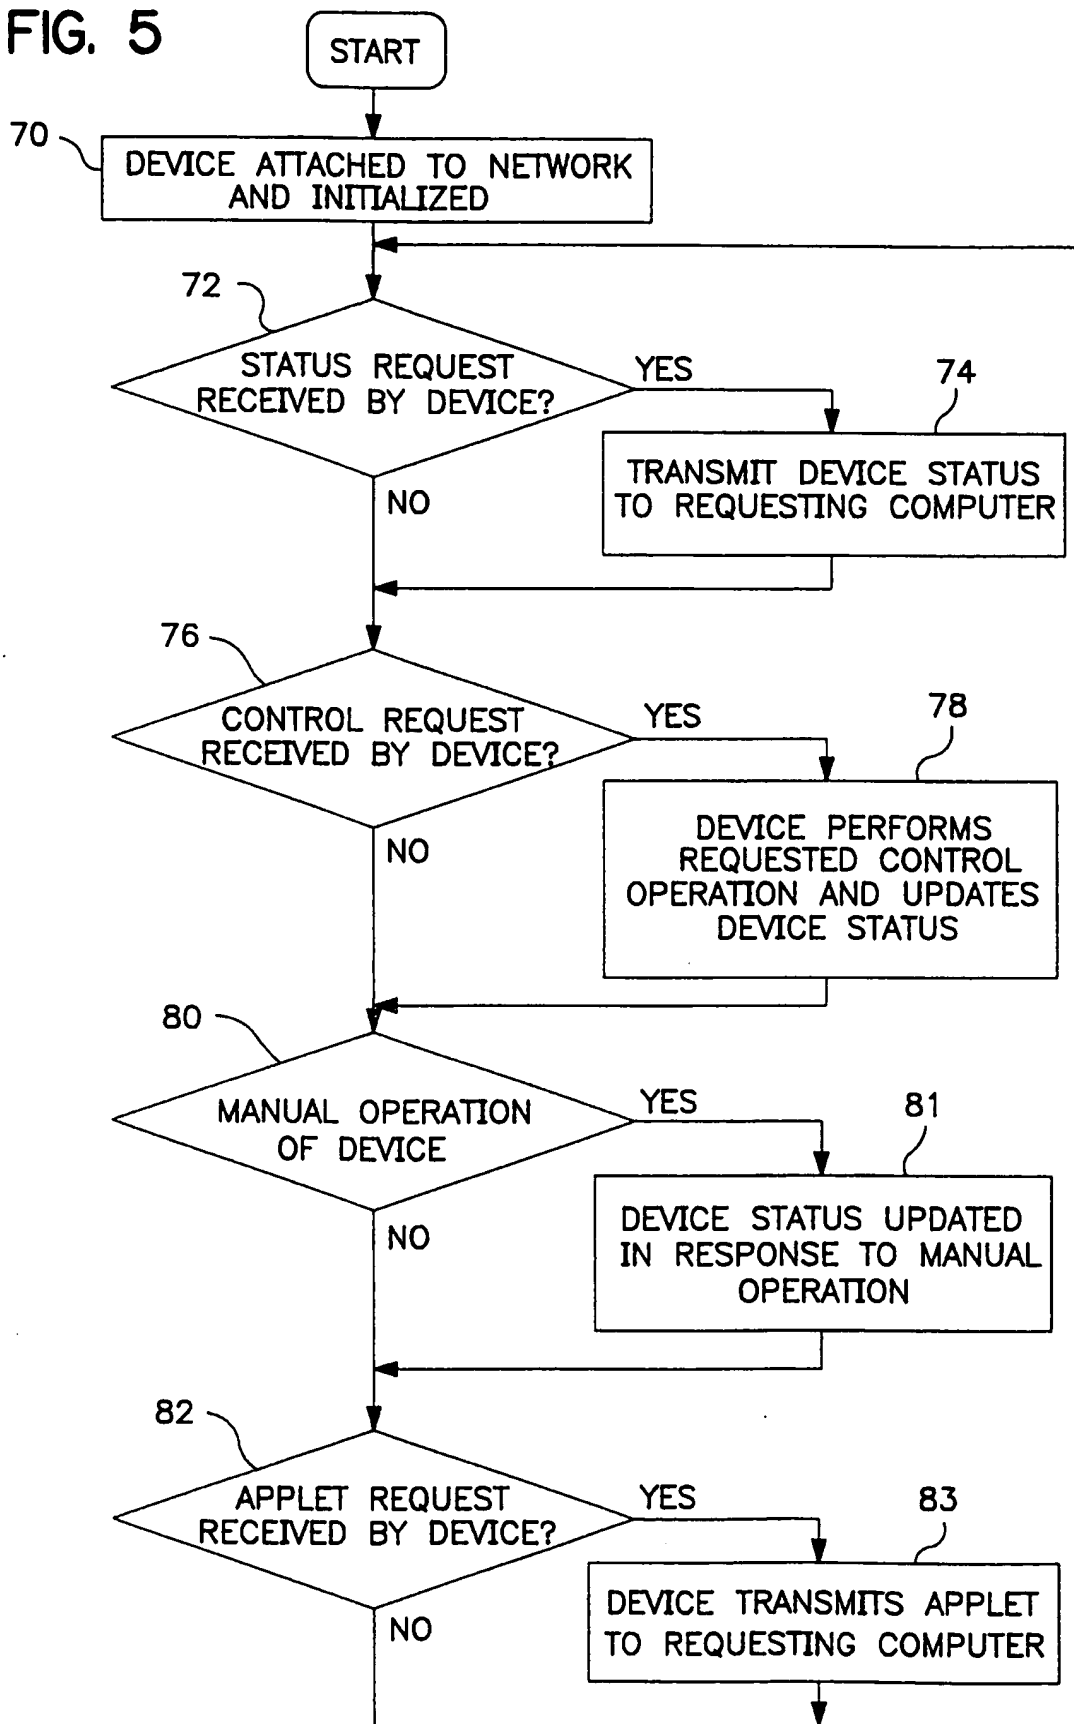 FIG. 5
START
70
DEVICE ATTACHED TO NETWORK
AND INITIALIZED
72
STATUS REQUEST
RECEIVED BY DEVICE?
YES
NO
74
TRANSMIT DEVICE STATUS
TO REQUESTING COMPUTER
76
CONTROL REQUEST
RECEIVED BY DEVICE?
YES
NO
78
DEVICE PERFORMS
REQUESTED CONTROL
OPERATION AND UPDATES
DEVICE STATUS
80
MANUAL OPERATION
OF DEVICE
YES
NO
81
DEVICE STATUS UPDATED
IN RESPONSE TO MANUAL
OPERATION
82
APPLET REQUEST
RECEIVED BY DEVICE?
YES
NO
83
DEVICE TRANSMITS APPLET
TO REQUESTING COMPUTER